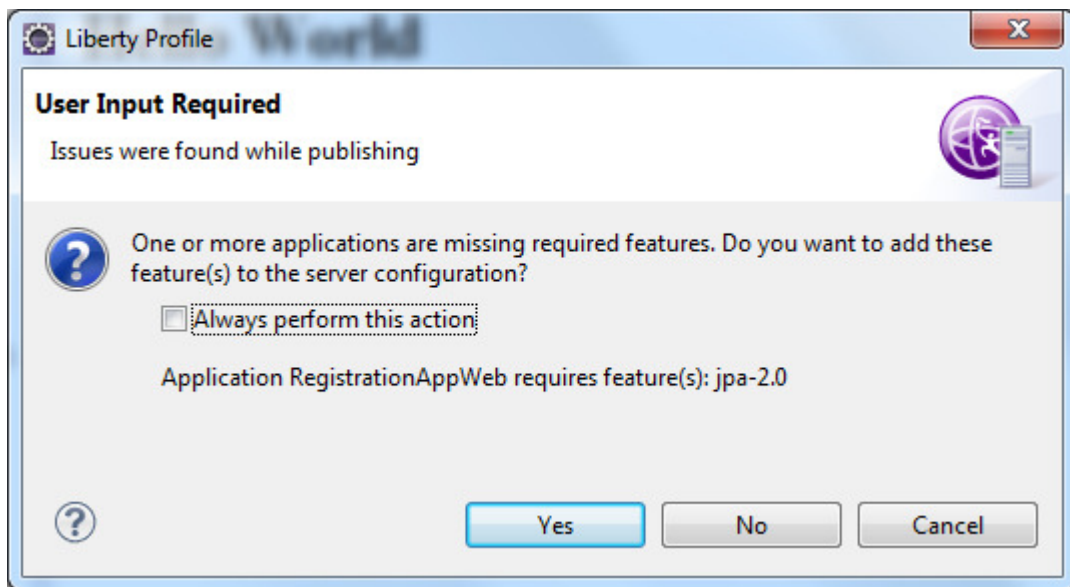 Liberty Profile
Hello World
User Input Required
Issues were found while publishing
One or more applications are missing required features. Do you want to add these
feature(s) to the server configuration?
Always perform this action
Application RegistrationAppWeb requires feature(s): jpa-2.0
Yes
No
Cancel